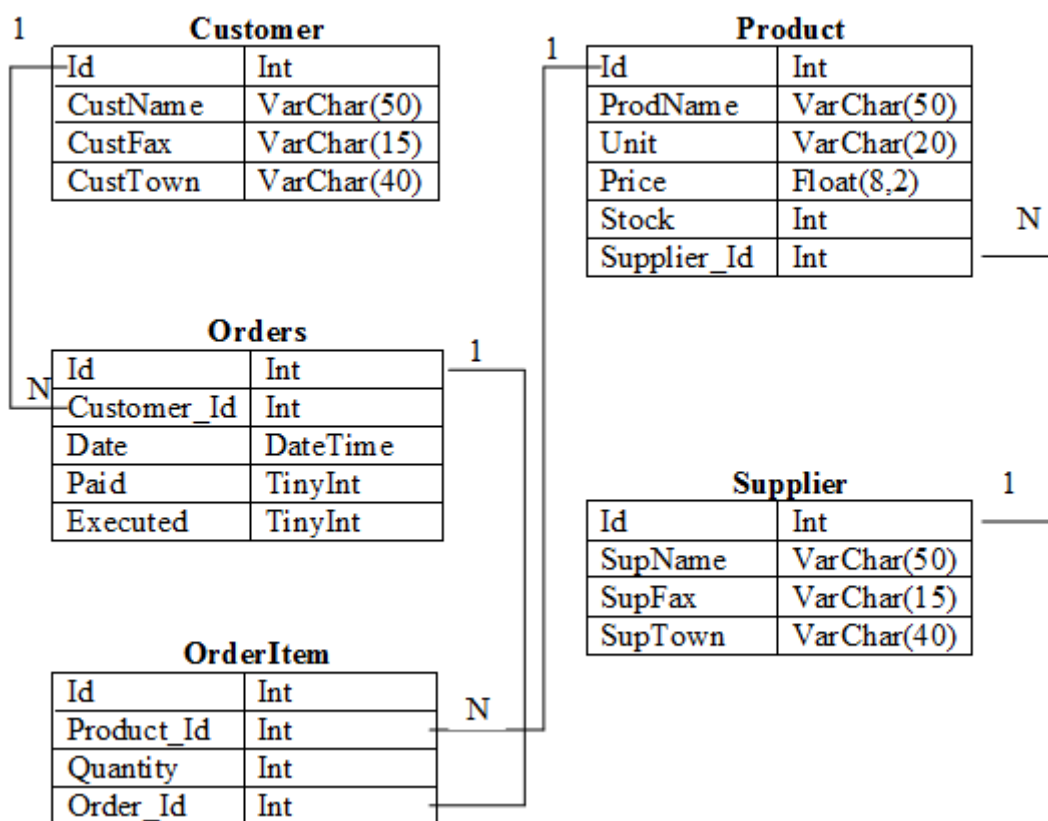 1
Customer
Id Int
CustName VarChar(50)
CustFax VarChar(15)
CustTown VarChar(40)
1
Product
Id Int
ProdName VarChar(50)
Unit VarChar(20)
Price Float(8,2)
Stock Int
Supplier_Id Int
N
Orders
1
Id Int
N
Customer_Id Int
Date DateTime
Paid TinyInt
Executed TinyInt
Supplier
1
Id Int
SupName VarChar(50)
SupFax VarChar(15)
SupTown VarChar(40)
OrderItem
Id Int
Product_Id Int
N
Quantity Int
Order_Id Int